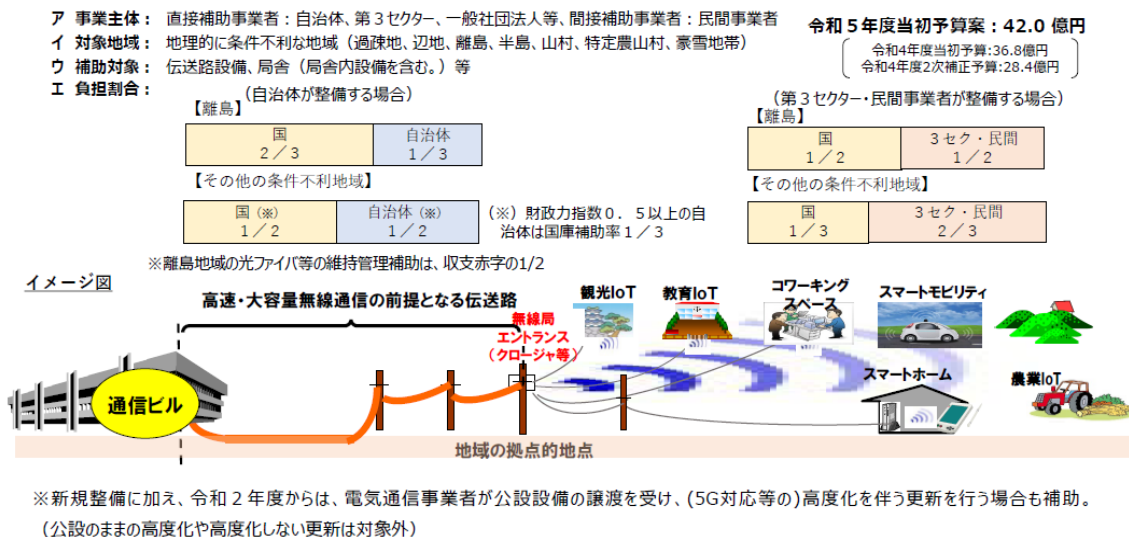 ア 事業主体： 直接補助事業者：自治体、第３セクター、一般社団法人等、間接補助事業者：民間事業者
イ 対象地域： 地理的に条件不利な地域（過疎地、辺地、離島、半島、山村、特定農山村、豪雪地帯）
ウ 補助対象： 伝送路設備、局舎（局舎内設備を含む。）等
エ 負担割合：
令和５年度当初予算案：42.0 億円
令和4年度当初予算:36.8億円
令和4年度2次補正予算:28.4億円
（自治体が整備する場合）
【離島】
国
２／３
自治体
１／３
【その他の条件不利地域】
国（※）
１／２
自治体（※）
１／２
（※）財政力指数０．５以上の自
治体は国庫補助率１／３
（第３セクター・民間事業者が整備する場合）
【離島】
国
１／２
３セク・民間
１／２
【その他の条件不利地域】
国
１／３
３セク・民間
２／３
※離島地域の光ファイバ等の維持管理補助は、収支赤字の1/2
イメージ図
高速・大容量無線通信の前提となる伝送路
無線局
エントランス
（クロージャ等）
観光IoT
教育IoT
コワーキング
スペース
スマートモビリティ
スマートホーム
農業IoT
通信ビル
地域の拠点的地点
※新規整備に加え、令和２年度からは、電気通信事業者が公設設備の譲渡を受け、(5G対応等の)高度化を伴う更新を行う場合も補助。
（公設のままの高度化や高度化しない更新は対象外）